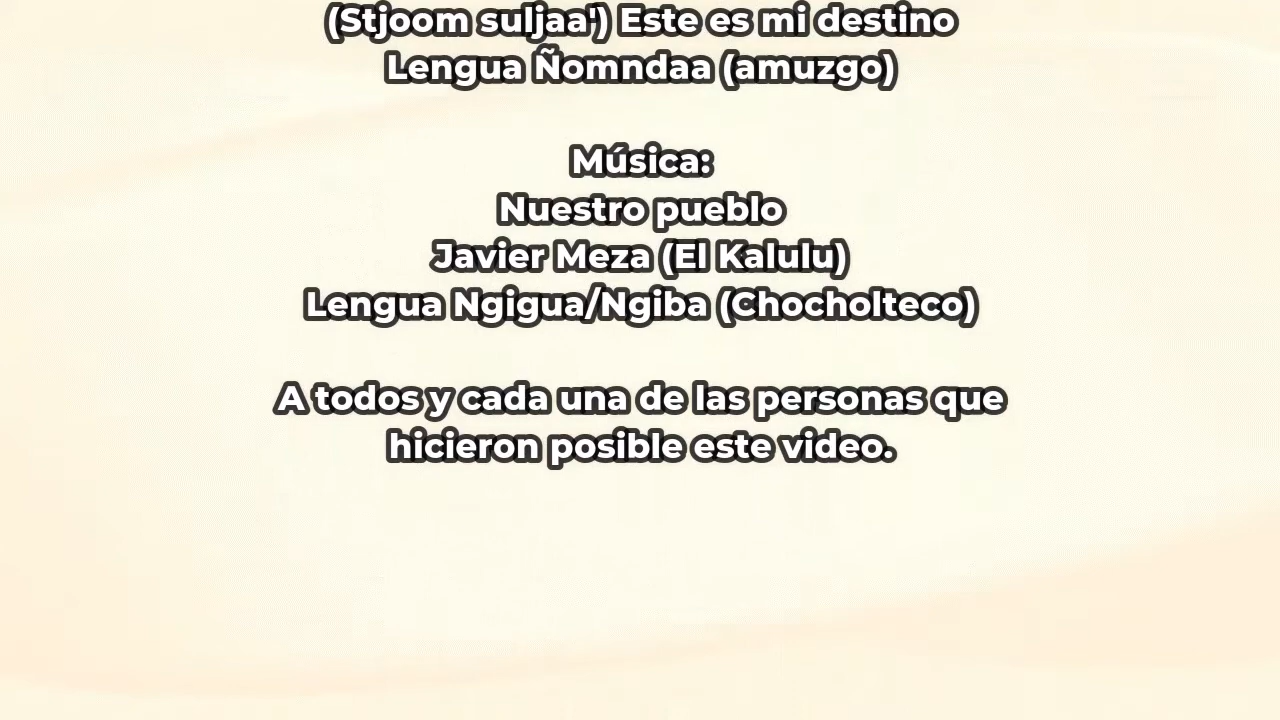 (Stjoom suljaa') Este es mi destino
Lengua Ñomndaa (amuzgo)
Música:
Nuestro pueblo
Javier Meza (El Kalulu)
Lengua Ngigua/Ngiba (Chocholteco)
A todos y cada una de las personas que
hicieron posible este video.